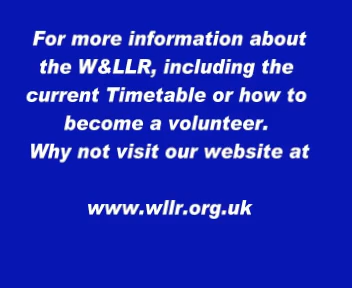 For more information about
the W&LLR, including the
current Timetable or how to
become a volunteer.
Why not visit our website at
www.wllr.org.uk